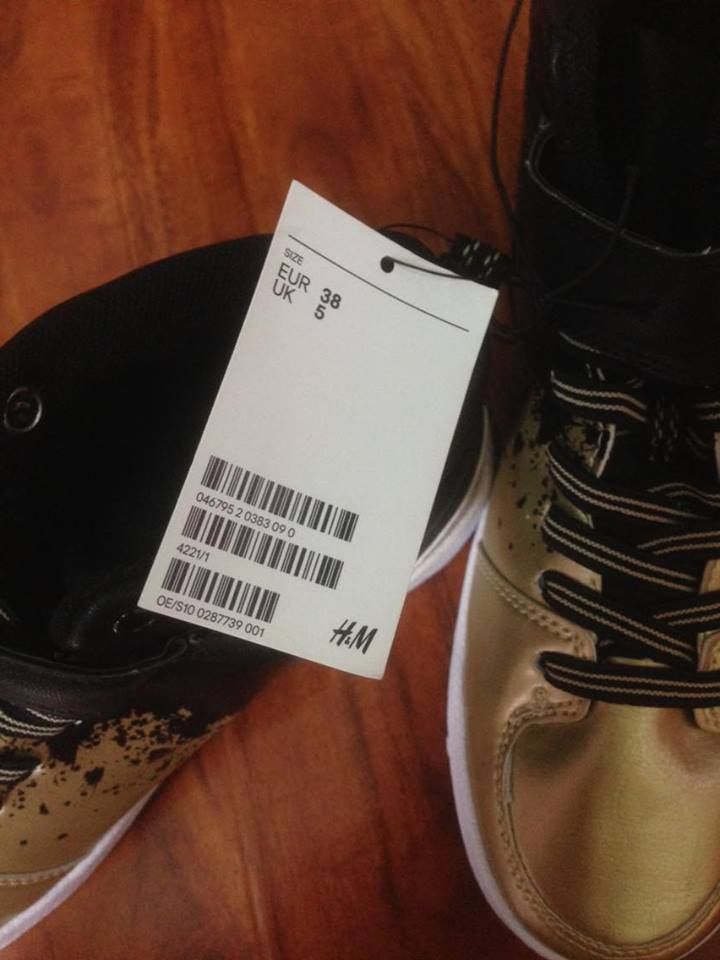 SIZE
EUR 38
UK 5
046795 2 0383 09 0
4221/1
OE/S10 0287739 001
H&M